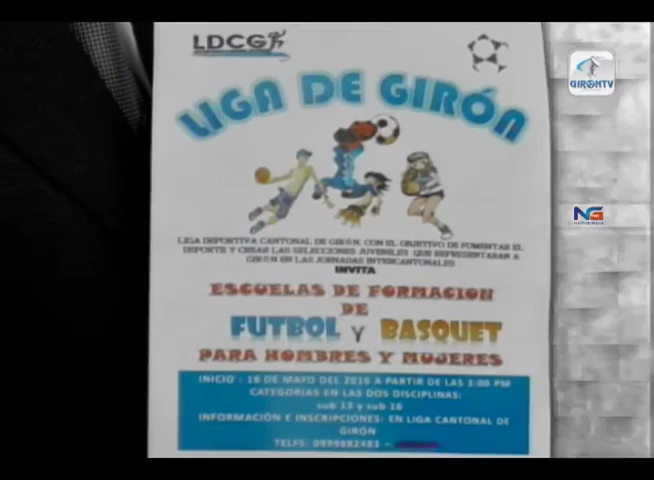 LDCG
GIRONTV
LIGA DE GIRÓN
NG
LIGA DEPORTIVA CANTONAL DE GIRÓN, CON EL OBJETIVO DE FOMENTAR EL
DEPORTE Y CREAR LAS SELECCIONES JUVENILES QUE REPRESENTARAN A
GIRÓN EN LAS JORNADAS INTERCANTONALES
INVITA
ESCUELAS DE FORMACION
DE
FUTBOL Y BASQUET
PARA HOMBRES Y MUJERES
INICIO - 18 DE MAYO DEL 2016 A PARTIR DE LAS 3:00 PM
CATEGORIAS EN LAS DOS DISCIPLINAS:
sub 13 y sub 16
INFORMACIÓN E INSCRIPCIONES: EN LIGA CANTONAL DE
GIRÓN
TELFS: 0999882483 -